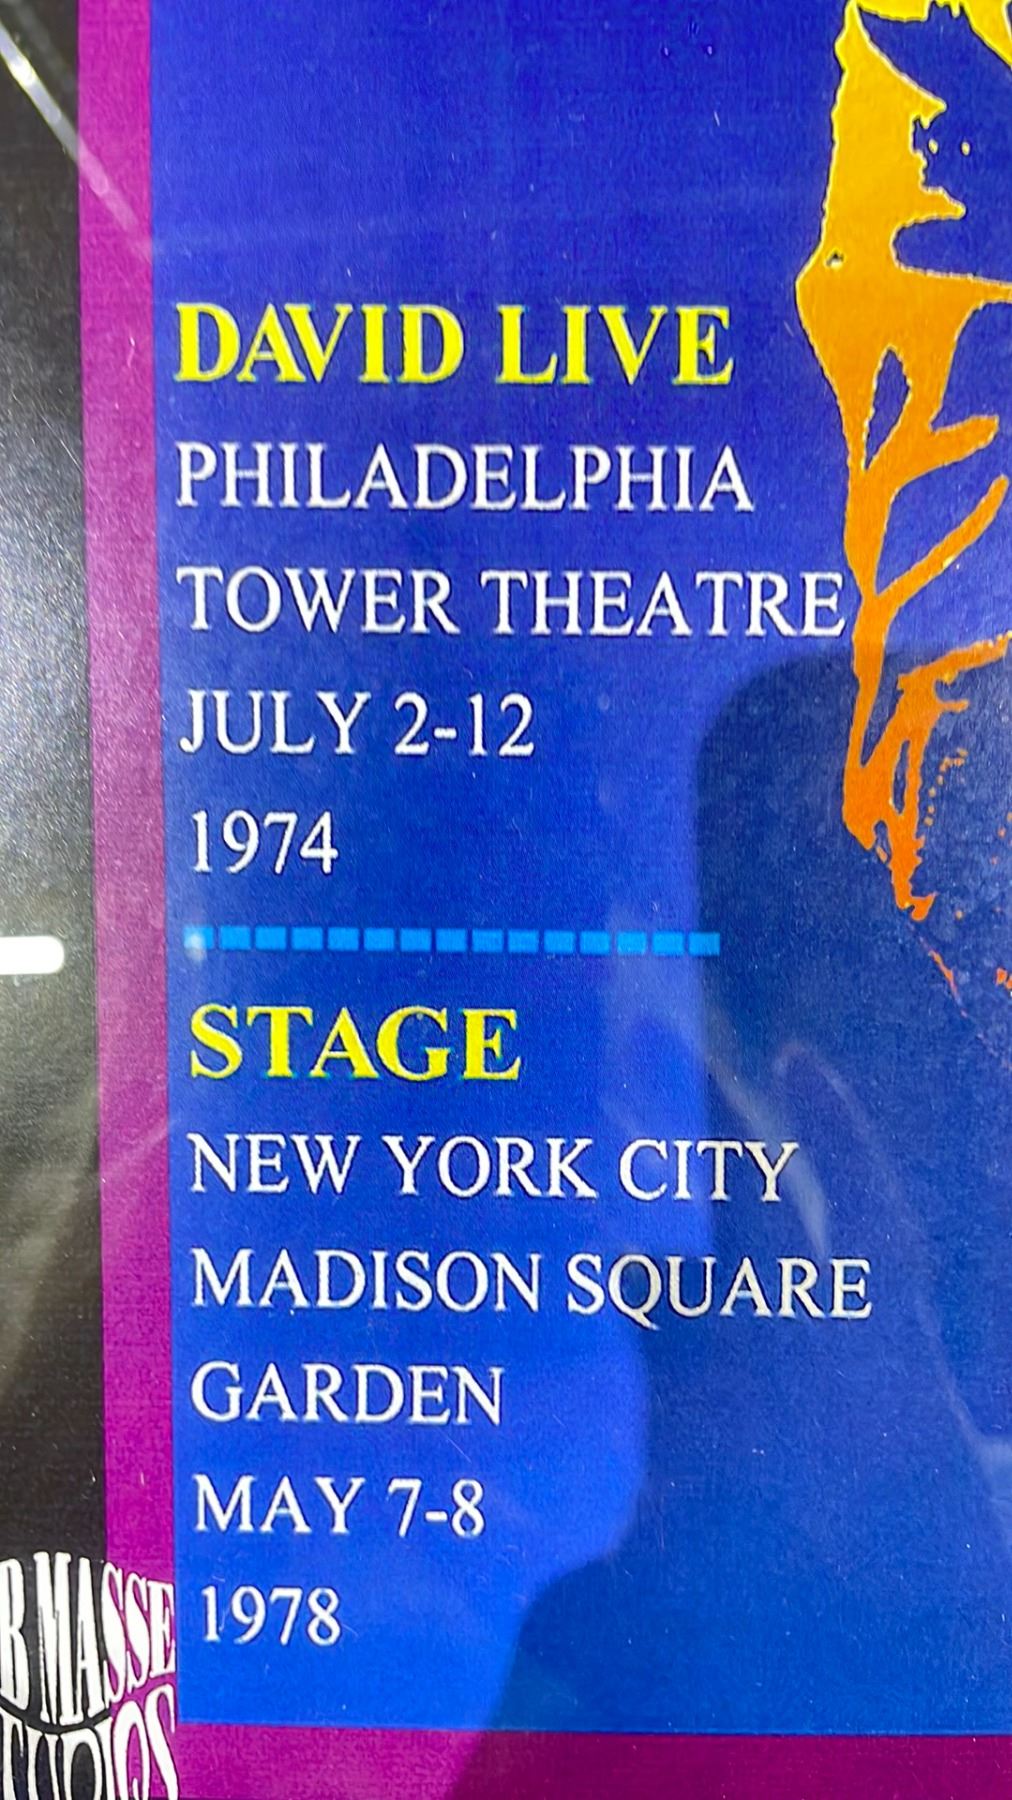 DAVID LIVE
PHILADELPHIA
TOWER THEATRE
JULY 2-12
1974
STAGE
NEW YORK CITY
MADISON SQUARE
GARDEN
MAY 7-8
1978
MASSE